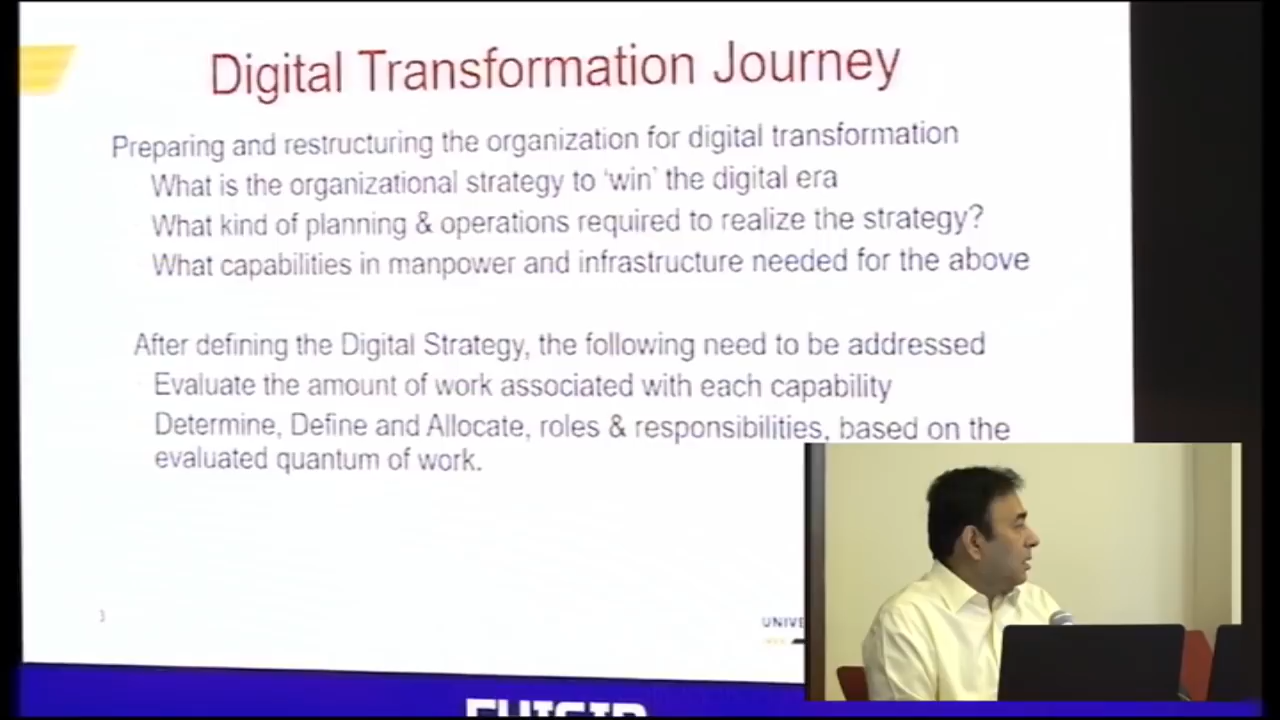 Digital Transformation Journey
Preparing and restructuring the organization for digital transformation
What is the organizational strategy to ‘win’ the digital era
What kind of planning & operations required to realize the strategy?
What capabilities in manpower and infrastructure needed for the above
After defining the Digital Strategy, the following need to be addressed
Evaluate the amount of work associated with each capability
Determine, Define and Allocate, roles & responsibilities, based on the
evaluated quantum of work.
3